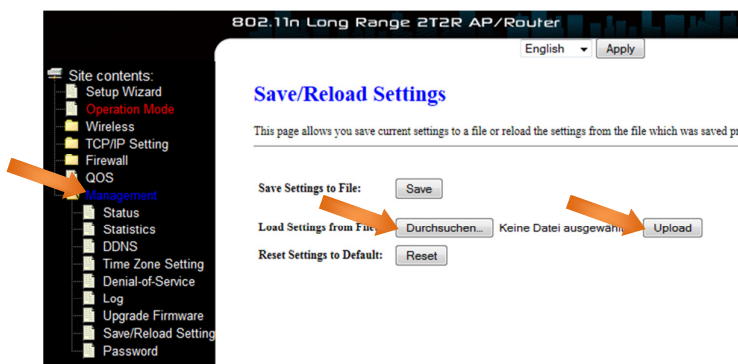 802.11n Long Range 2T2R AP/Router
English Apply
Site contents:
Setup Wizard
Operation Mode
Wireless
TCP/IP Setting
Firewall
QOS
Management
Status
Statistics
DDNS
Time Zone Setting
Denial-of-Service
Log
Upgrade Firmware
Save/Reload Setting
Password
Save/Reload Settings
This page allows you save current settings to a file or reload the settings from the file which was saved pr
Save Settings to File: Save
Load Settings from File: Durchsuchen... Keine Datei ausgewählt Upload
Reset Settings to Default: Reset